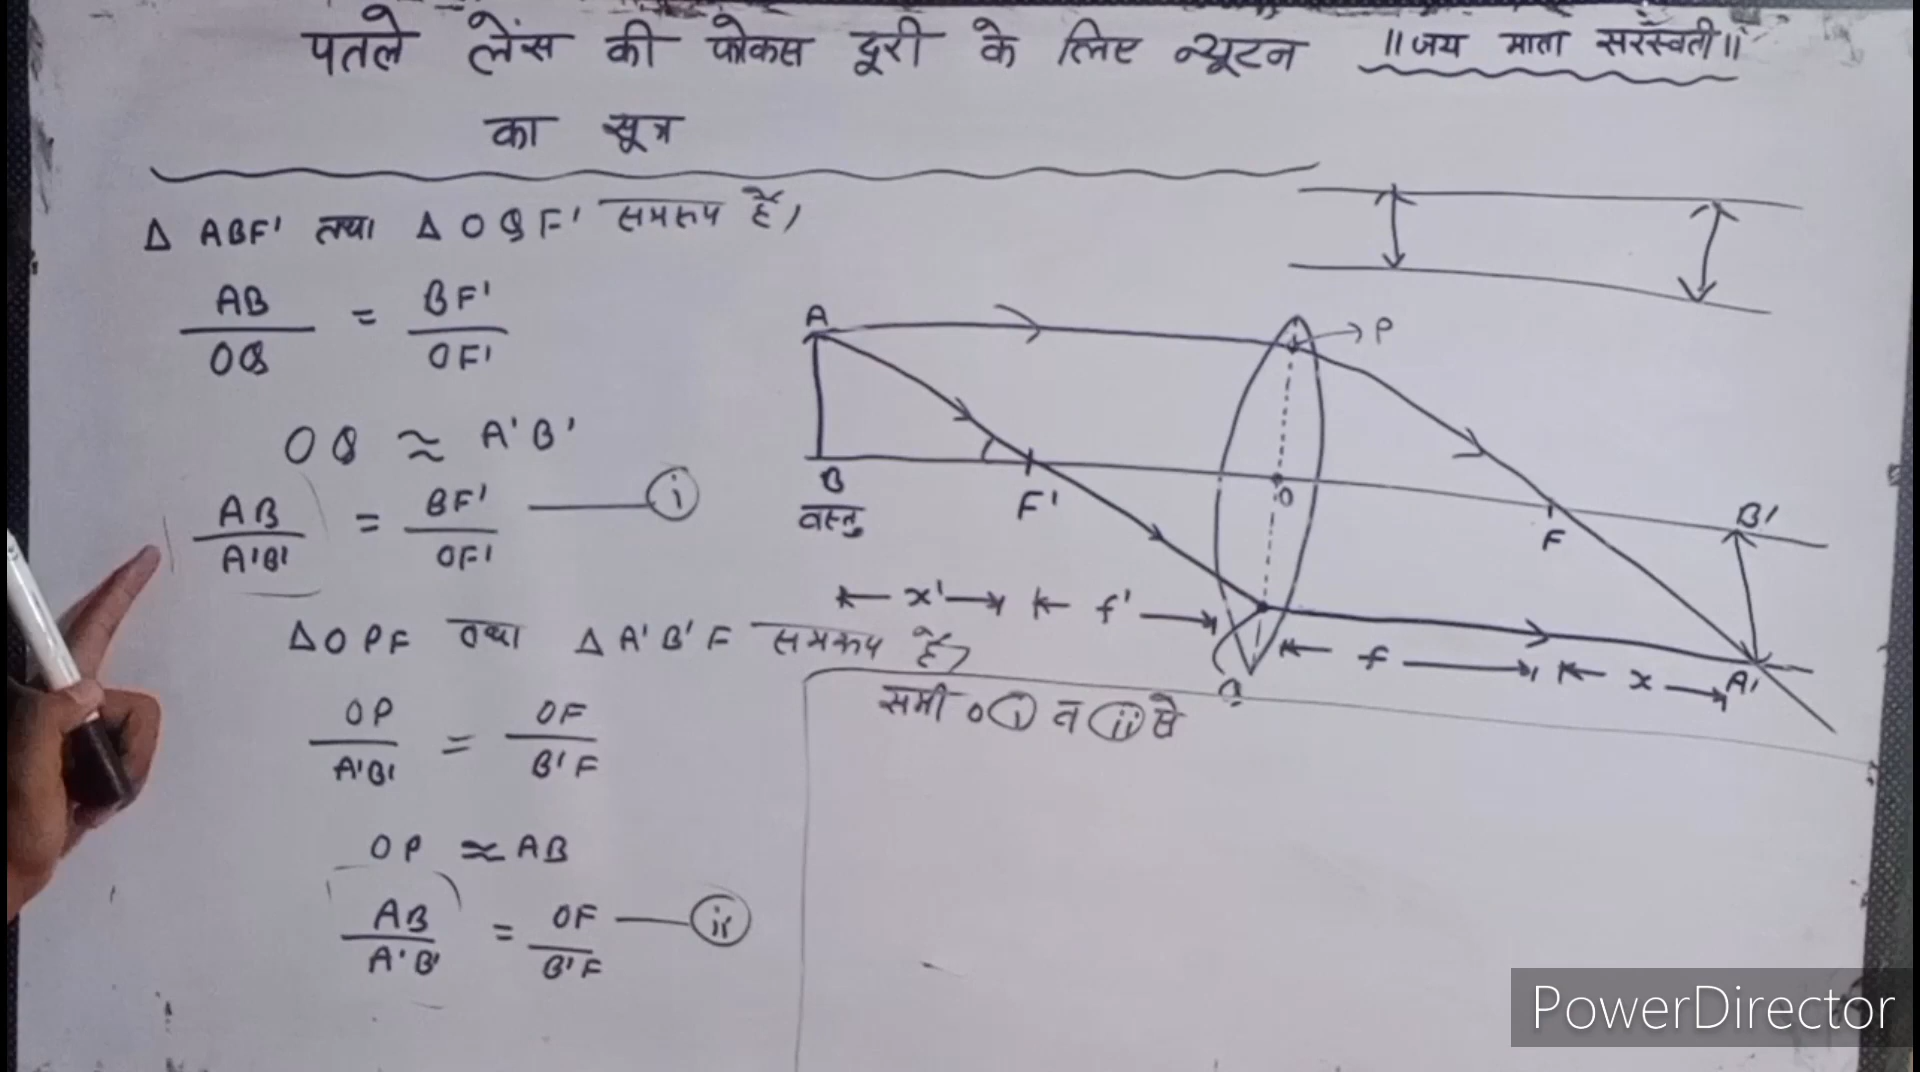 पतले लेंस की फोकस दूरी के लिए न्यूटन
का सूत्र
॥ जय माता सरस्वती ॥
Δ ABF' तथा Δ OQF' समरूप हैं,
AB/OQ = BF'/OF'
OQ ≈ A'B'
AB/A'B' = BF'/OF' — (i)
Δ OPF तथा Δ A'B'F समरूप हैं,
OP/A'B' = OF/B'F
OP ≈ AB
AB/A'B' = OF/B'F — (ii)
A
P
B
वस्तु
F'
O
F
B'
x'
f'
f
x
A'
Q
समी० (i) व (ii) से
PowerDirector